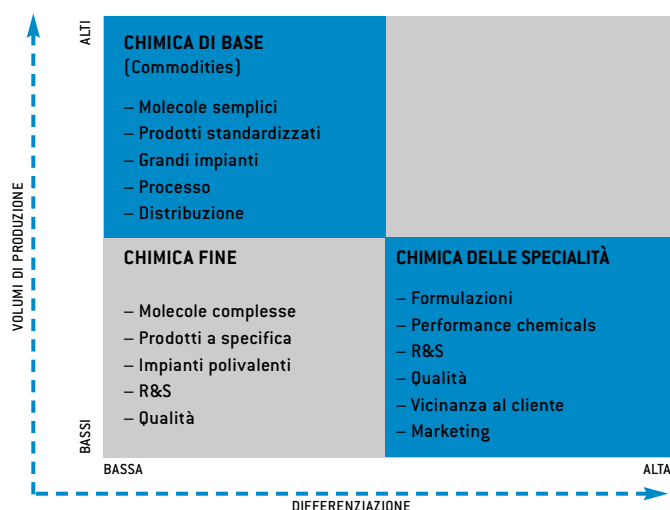 ALTI
VOLUMI DI PRODUZIONE
BASSI
CHIMICA DI BASE
(Commodities)
– Molecole semplici
– Prodotti standardizzati
– Grandi impianti
– Processo
– Distribuzione
CHIMICA FINE
– Molecole complesse
– Prodotti a specifica
– Impianti polivalenti
– R&S
– Qualità
CHIMICA DELLE SPECIALITÀ
– Formulazioni
– Performance chemicals
– R&S
– Qualità
– Vicinanza al cliente
– Marketing
BASSA
ALTA
DIFFERENZIAZIONE